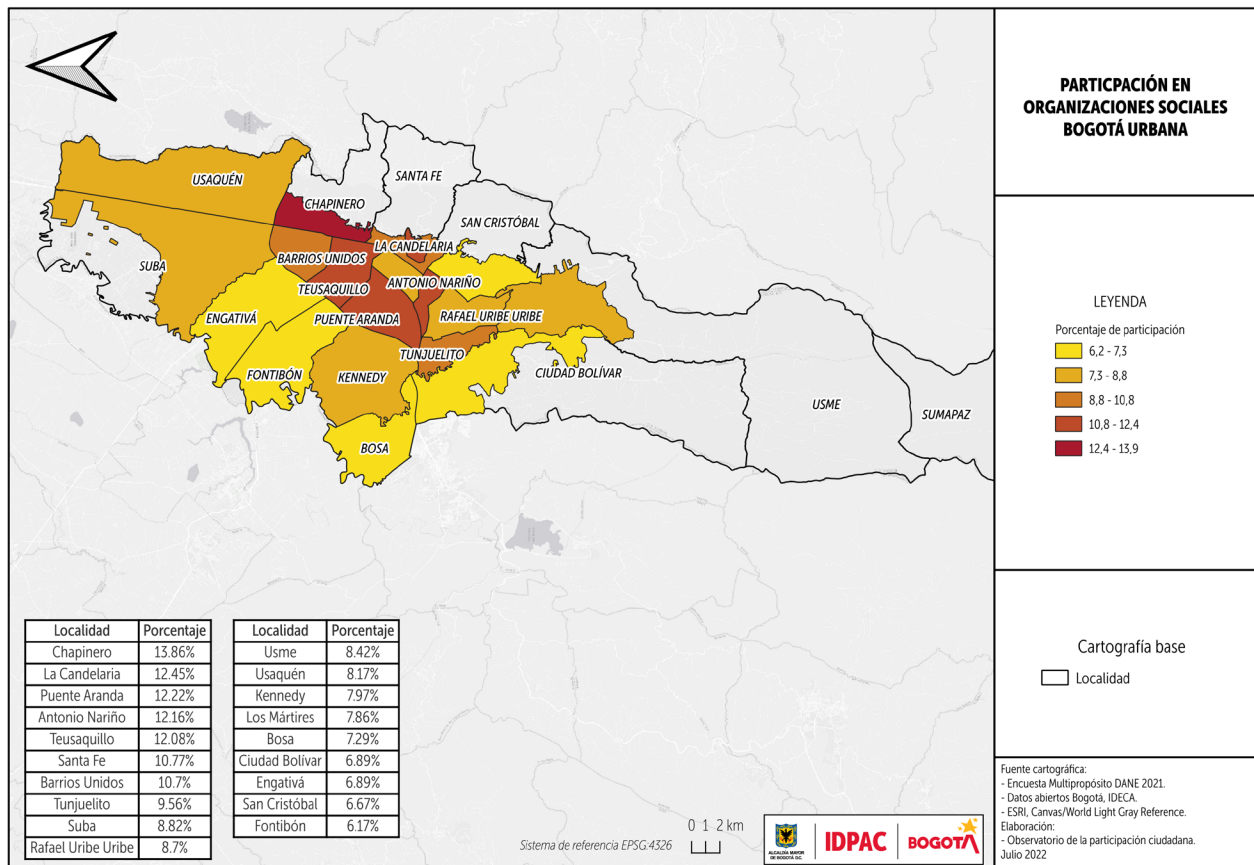 PARTICPACIÓN EN
ORGANIZACIONES SOCIALES
BOGOTÁ URBANA
USAQUÉN
CHAPINERO
SANTA FE
SAN CRISTÓBAL
LA CANDELARIA
BARRIOS UNIDOS
SUBA
ANTONIO NARIÑO
TEUSAQUILLO
ENGATIVÁ
PUENTE ARANDA
RAFAEL URIBE URIBE
TUNJUELITO
FONTIBÓN
KENNEDY
CIUDAD BOLÍVAR
USME
SUMAPAZ
BOSA
LEYENDA
Porcentaje de participación
6,2 - 7,3
7,3 - 8,8
8,8 - 10,8
10,8 - 12,4
12,4 - 13,9
Cartografía base
Localidad
Localidad Porcentaje
Chapinero 13.86%
La Candelaria 12.45%
Puente Aranda 12.22%
Antonio Nariño 12.16%
Teusaquillo 12.08%
Santa Fe 10.77%
Barrios Unidos 10.7%
Tunjuelito 9.56%
Suba 8.82%
Rafael Uribe Uribe 8.7%
Localidad Porcentaje
Usme 8.42%
Usaquén 8.17%
Kennedy 7.97%
Los Mártires 7.86%
Bosa 7.29%
Ciudad Bolívar 6.89%
Engativá 6.89%
San Cristóbal 6.67%
Fontibón 6.17%
Sistema de referencia EPSG:4326
0 1 2 km
ALCALDÍA MAYOR
DE BOGOTÁ D.C.
IDPAC
BOGOTÁ
Fuente cartográfica:
- Encuesta Multipropósito DANE 2021.
- Datos abiertos Bogotá, IDECA.
- ESRI, Canvas/World Light Gray Reference.
Elaboración:
- Observatorio de la participación ciudadana.
Julio 2022